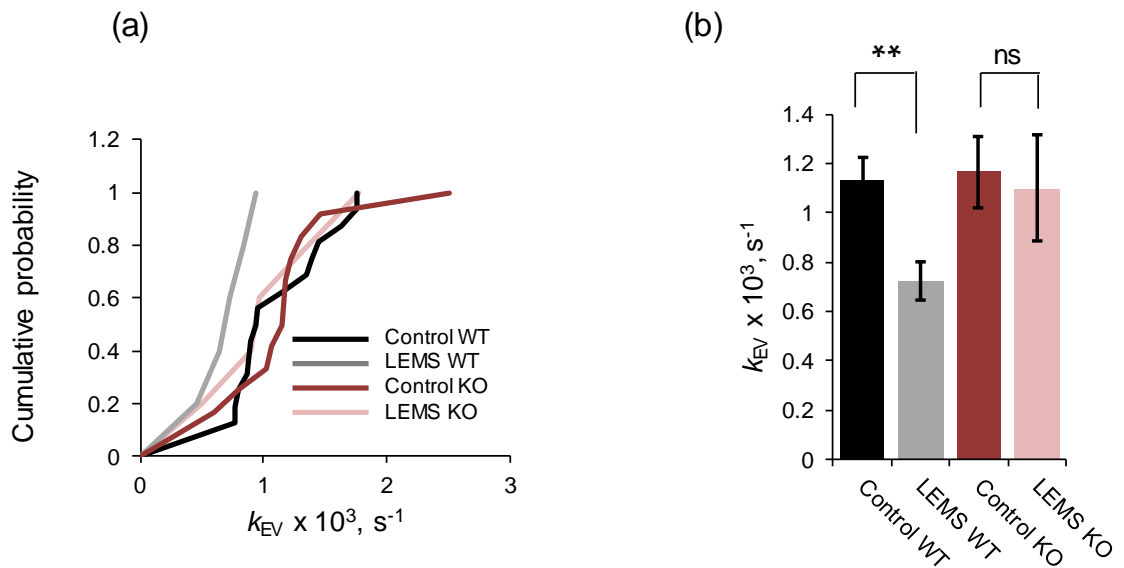 (a)
Cumulative probability
1.2
1
0.8
0.6
0.4
0.2
0
0 1 2 3
kEV x 10³, s⁻¹
Control WT
LEMS WT
Control KO
LEMS KO
(b)
** ns
kEV x 10³, s⁻¹
1.4
1.2
1
0.8
0.6
0.4
0.2
0
Control WT
LEMS WT
Control KO
LEMS KO